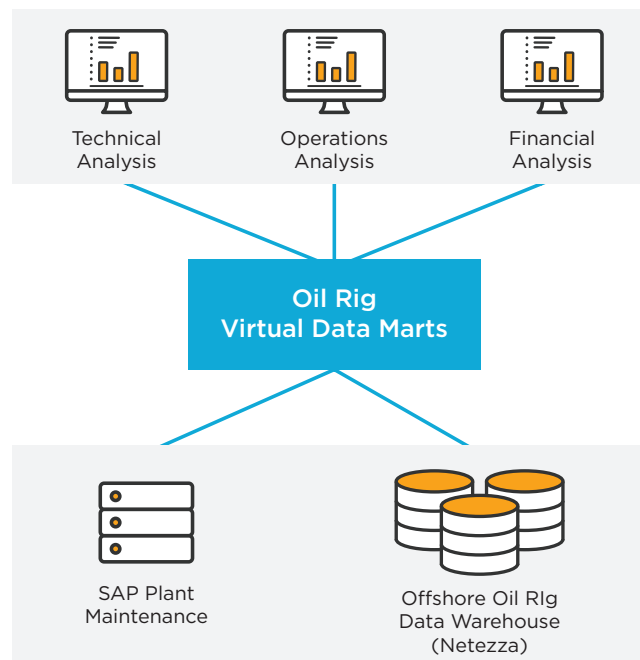 Technical
Analysis
Operations
Analysis
Financial
Analysis
Oil Rig
Virtual Data Marts
SAP Plant
Maintenance
Offshore Oil RIg
Data Warehouse
(Netezza)